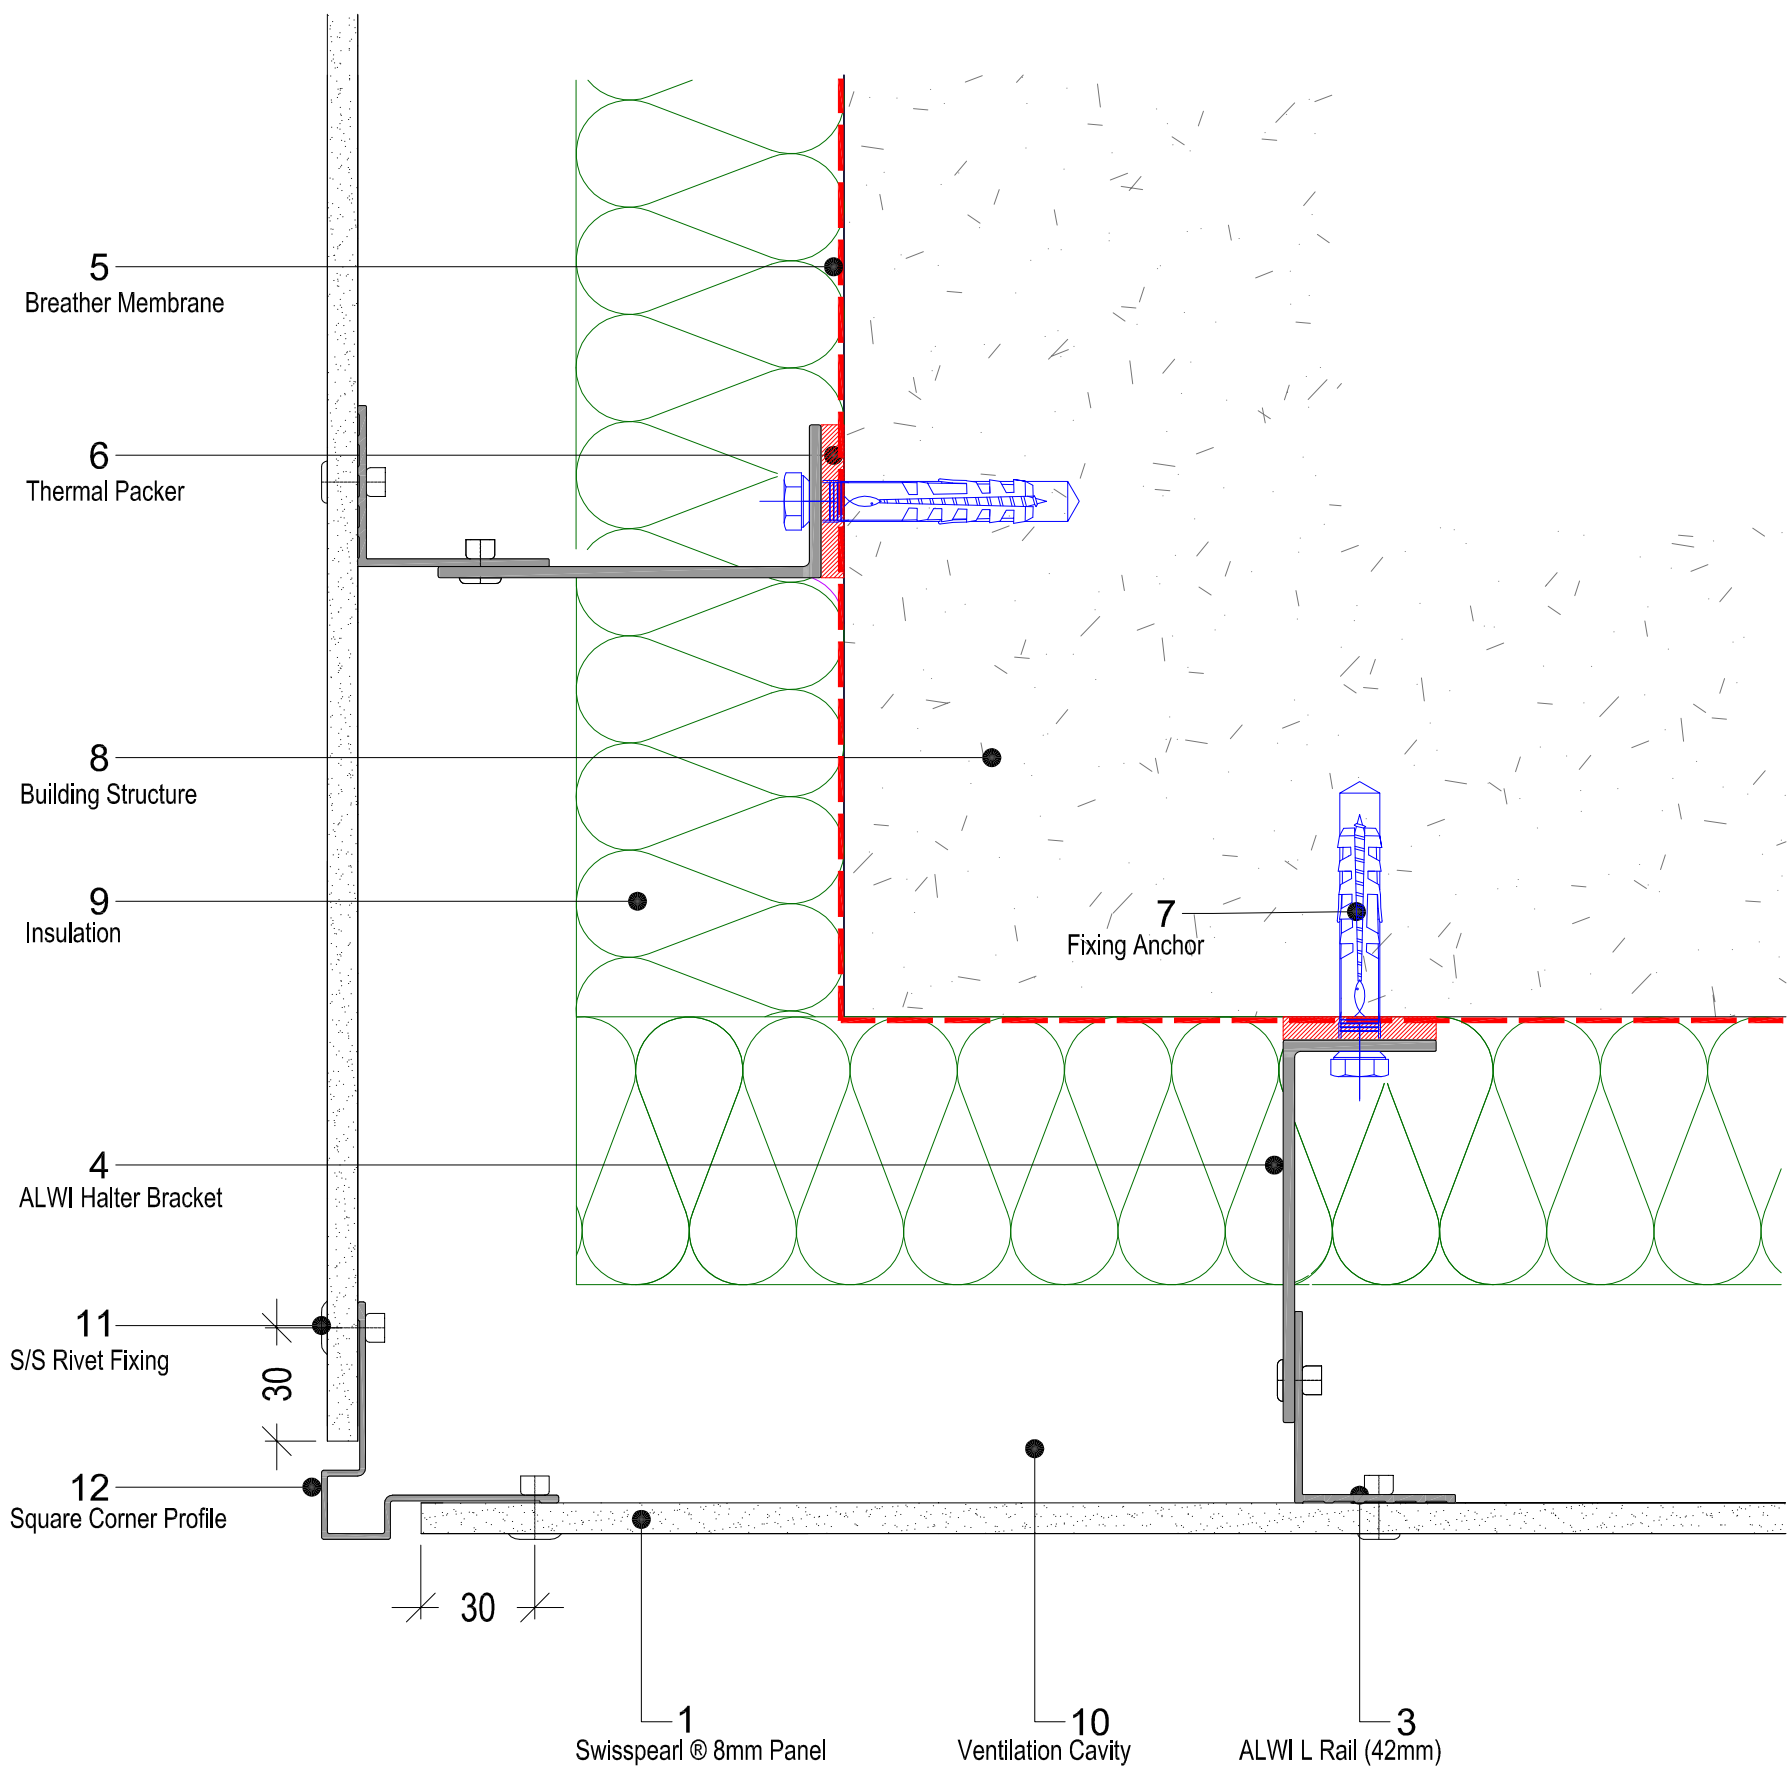 5
Breather Membrane
6
Thermal Packer
8
Building Structure
9
Insulation
7
Fixing Anchor
4
ALWI Halter Bracket
11
S/S Rivet Fixing
30
12
Square Corner Profile
30
1
Swisspearl ® 8mm Panel
10
Ventilation Cavity
3
ALWI L Rail (42mm)